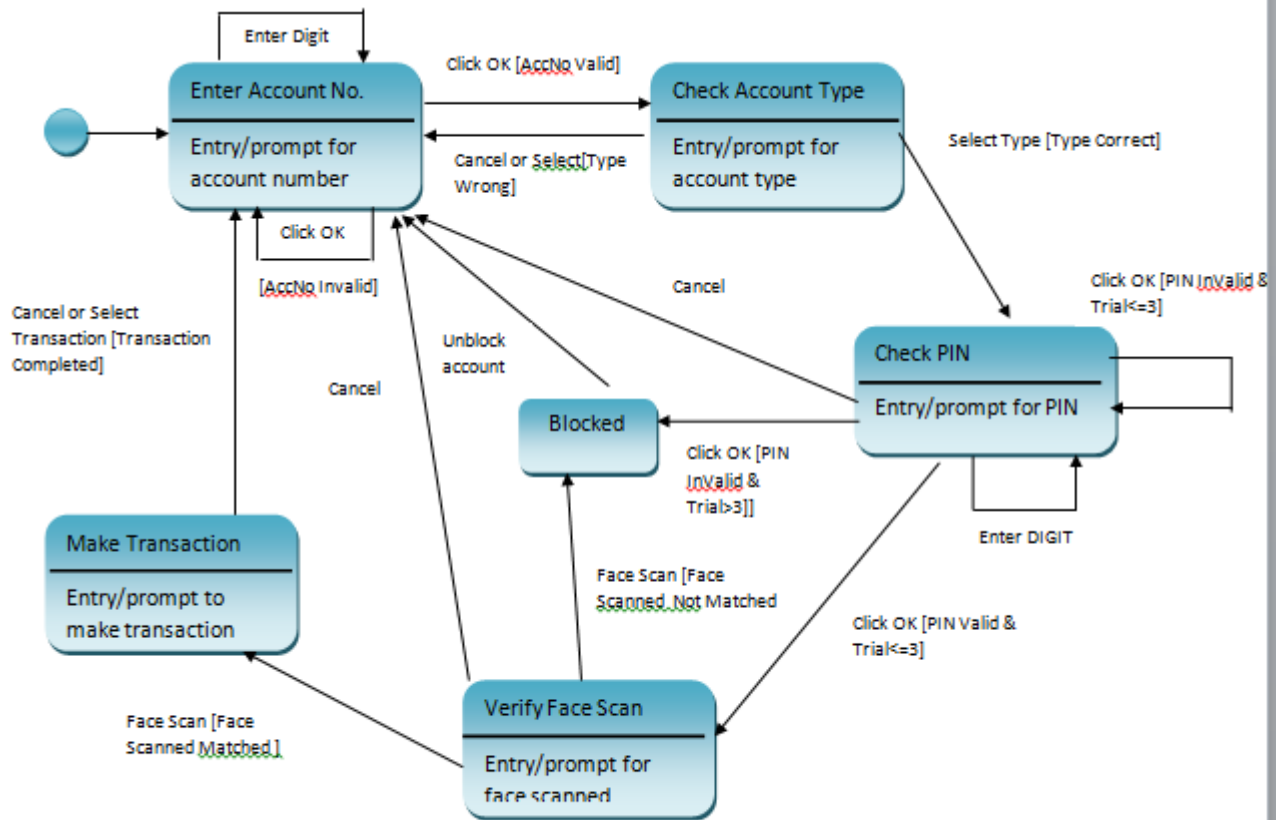 Enter Digit
Click OK [AccNo Valid]
Enter Account No.
Entry/prompt for
account number
Check Account Type
Entry/prompt for
account type
Select Type [Type Correct]
Cancel or Select[Type
Wrong]
Click OK
[AccNo Invalid]
Cancel
Click OK [PIN InValid &
Trial<=3]
Cancel or Select
Transaction [Transaction
Completed]
Unblock
account
Cancel
Check PIN
Entry/prompt for PIN
Blocked
Click OK [PIN
InValid &
Trial>3]]
Enter DIGIT
Make Transaction
Entry/prompt to
make transaction
Face Scan [Face
Scanned Not Matched
Click OK [PIN Valid &
Trial<=3]
Verify Face Scan
Entry/prompt for
face scanned
Face Scan [Face
Scanned Matched ]